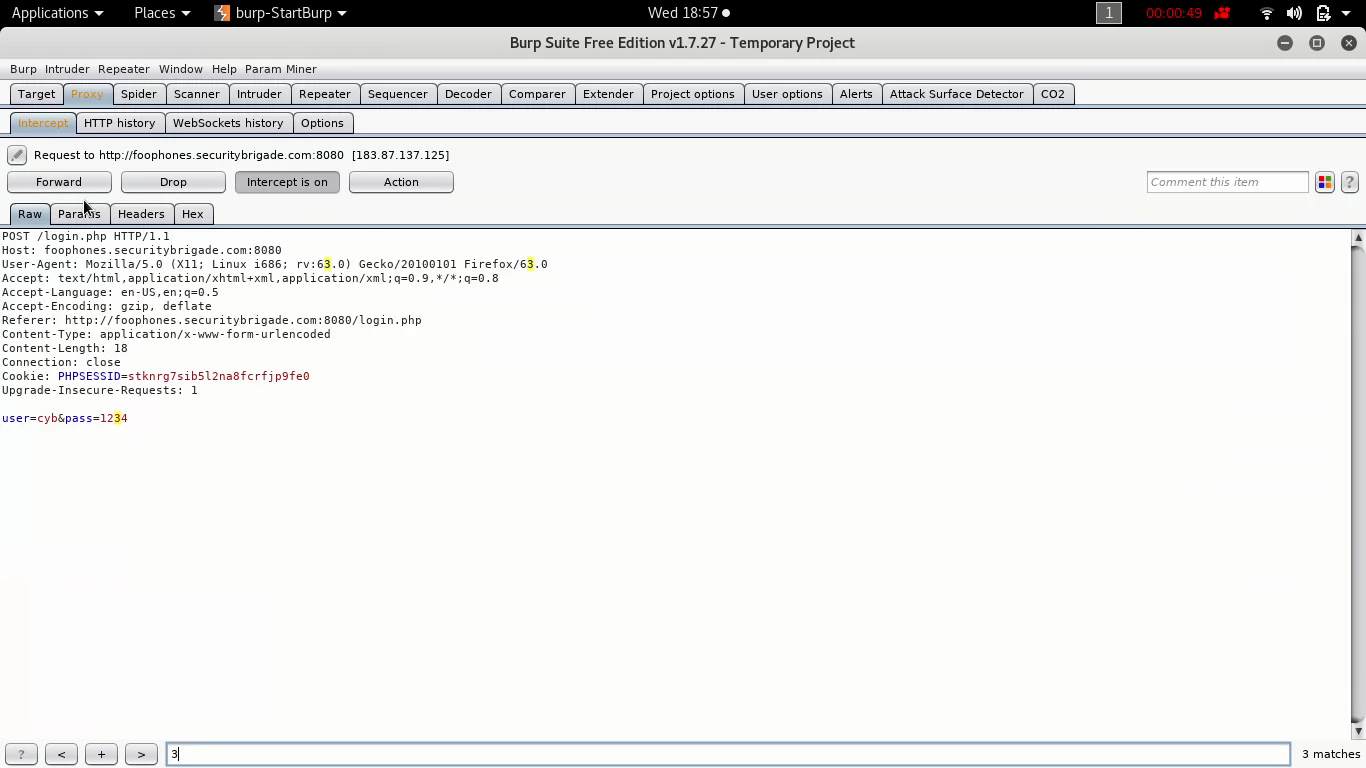 Applications Places burp-StartBurp Wed 18:57 1 00:00:49
Burp Suite Free Edition v1.7.27 - Temporary Project
Burp Intruder Repeater Window Help Param Miner
Target Proxy Spider Scanner Intruder Repeater Sequencer Decoder Comparer Extender Project options User options Alerts Attack Surface Detector CO2
Intercept HTTP history WebSockets history Options
Request to http://foophones.securitybrigade.com:8080 [183.87.137.125]
Forward Drop Intercept is on Action Comment this item ?
Raw Params Headers Hex
POST /login.php HTTP/1.1
Host: foophones.securitybrigade.com:8080
User-Agent: Mozilla/5.0 (X11; Linux i686; rv:63.0) Gecko/20100101 Firefox/63.0
Accept: text/html,application/xhtml+xml,application/xml;q=0.9,*/*;q=0.8
Accept-Language: en-US,en;q=0.5
Accept-Encoding: gzip, deflate
Referer: http://foophones.securitybrigade.com:8080/login.php
Content-Type: application/x-www-form-urlencoded
Content-Length: 18
Connection: close
Cookie: PHPSESSID=stknrg7sib5l2na8fcrfjp9fe0
Upgrade-Insecure-Requests: 1
user=cyb&pass=1234
? < + > 3 3 matches